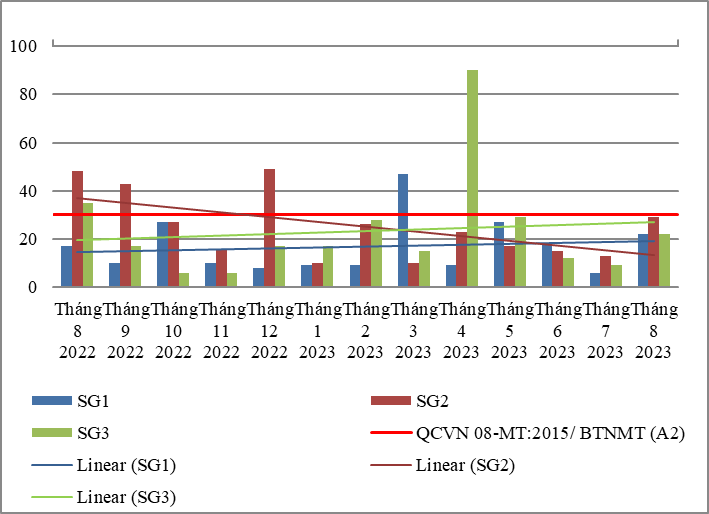 100
80
60
40
20
0
Tháng 8 2022
Tháng 9 2022
Tháng 10 2022
Tháng 11 2022
Tháng 12 2022
Tháng 1 2023
Tháng 2 2023
Tháng 3 2023
Tháng 4 2023
Tháng 5 2023
Tháng 6 2023
Tháng 7 2023
Tháng 8 2023
SG1
SG2
SG3
QCVN 08-MT:2015/ BTNMT (A2)
Linear (SG1)
Linear (SG2)
Linear (SG3)